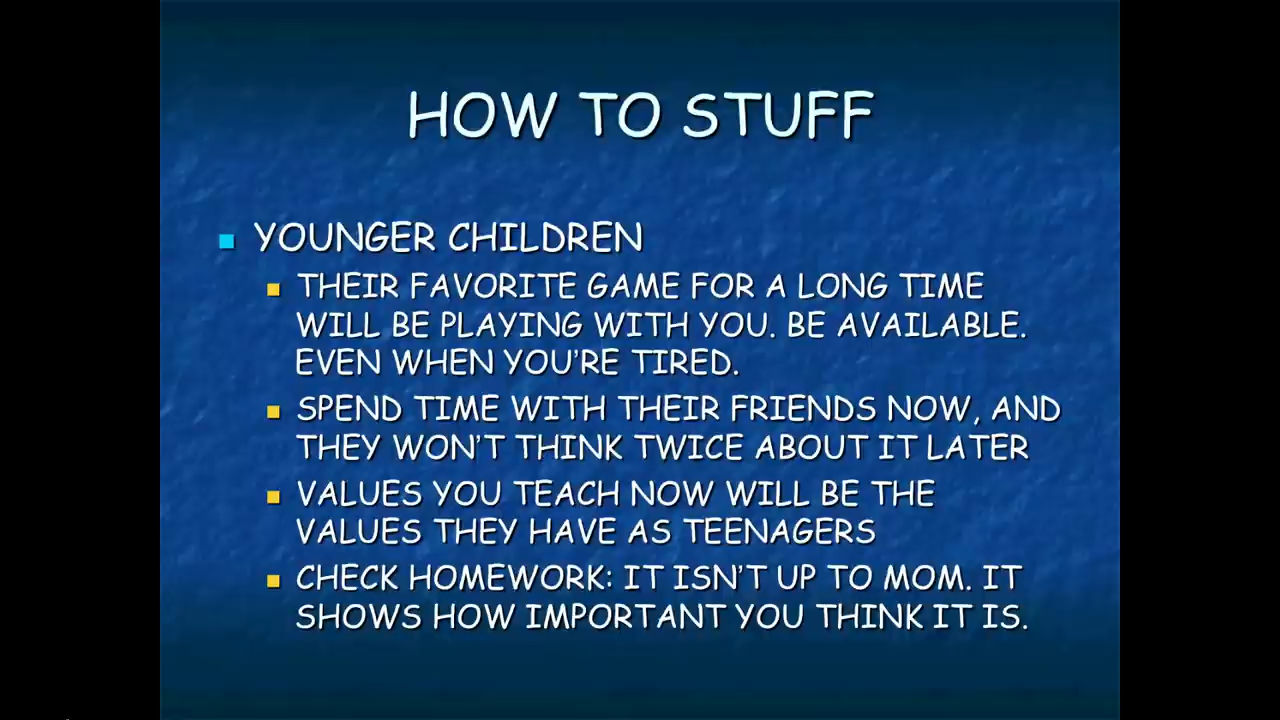 HOW TO STUFF
YOUNGER CHILDREN
THEIR FAVORITE GAME FOR A LONG TIME
WILL BE PLAYING WITH YOU. BE AVAILABLE.
EVEN WHEN YOU'RE TIRED.
SPEND TIME WITH THEIR FRIENDS NOW, AND
THEY WON'T THINK TWICE ABOUT IT LATER
VALUES YOU TEACH NOW WILL BE THE
VALUES THEY HAVE AS TEENAGERS
CHECK HOMEWORK: IT ISN'T UP TO MOM. IT
SHOWS HOW IMPORTANT YOU THINK IT IS.